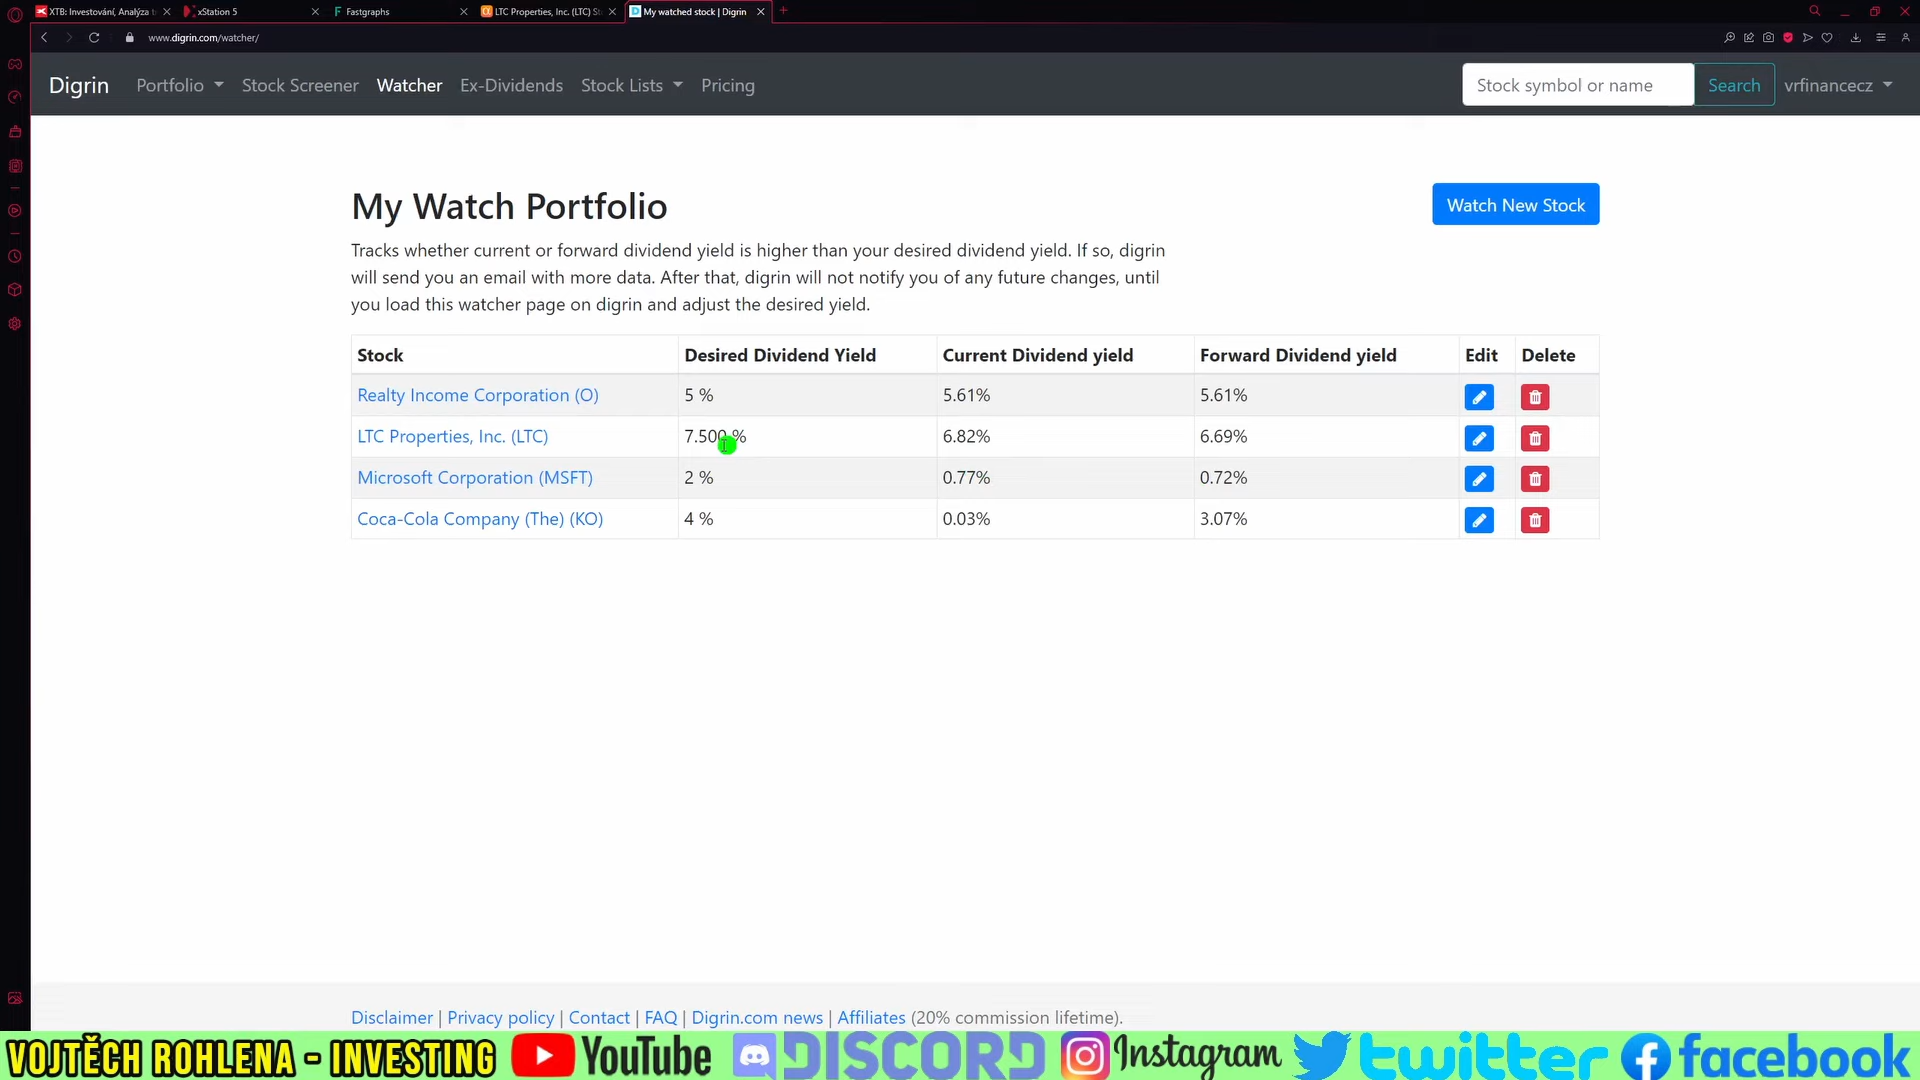 XTB: Investování, Analýza t
xStation 5
Fastgraphs
LTC Properties, Inc. (LTC) St
My watched stock | Digrin
www.digrin.com/watcher/
Digrin
Portfolio
Stock Screener
Watcher
Ex-Dividends
Stock Lists
Pricing
Stock symbol or name
Search
vrfinancecz
My Watch Portfolio
Watch New Stock
Tracks whether current or forward dividend yield is higher than your desired dividend yield. If so, digrin
will send you an email with more data. After that, digrin will not notify you of any future changes, until
you load this watcher page on digrin and adjust the desired yield.
Stock Desired Dividend Yield Current Dividend yield Forward Dividend yield Edit Delete
Realty Income Corporation (O) 5 % 5.61% 5.61%
LTC Properties, Inc. (LTC) 7.500 % 6.82% 6.69%
Microsoft Corporation (MSFT) 2 % 0.77% 0.72%
Coca-Cola Company (The) (KO) 4 % 0.03% 3.07%
Disclaimer | Privacy policy | Contact | FAQ | Digrin.com news | Affiliates (20% commission lifetime).
VOJTĚCH ROHLENA - INVESTING YouTube DISCORD Instagram twitter facebook